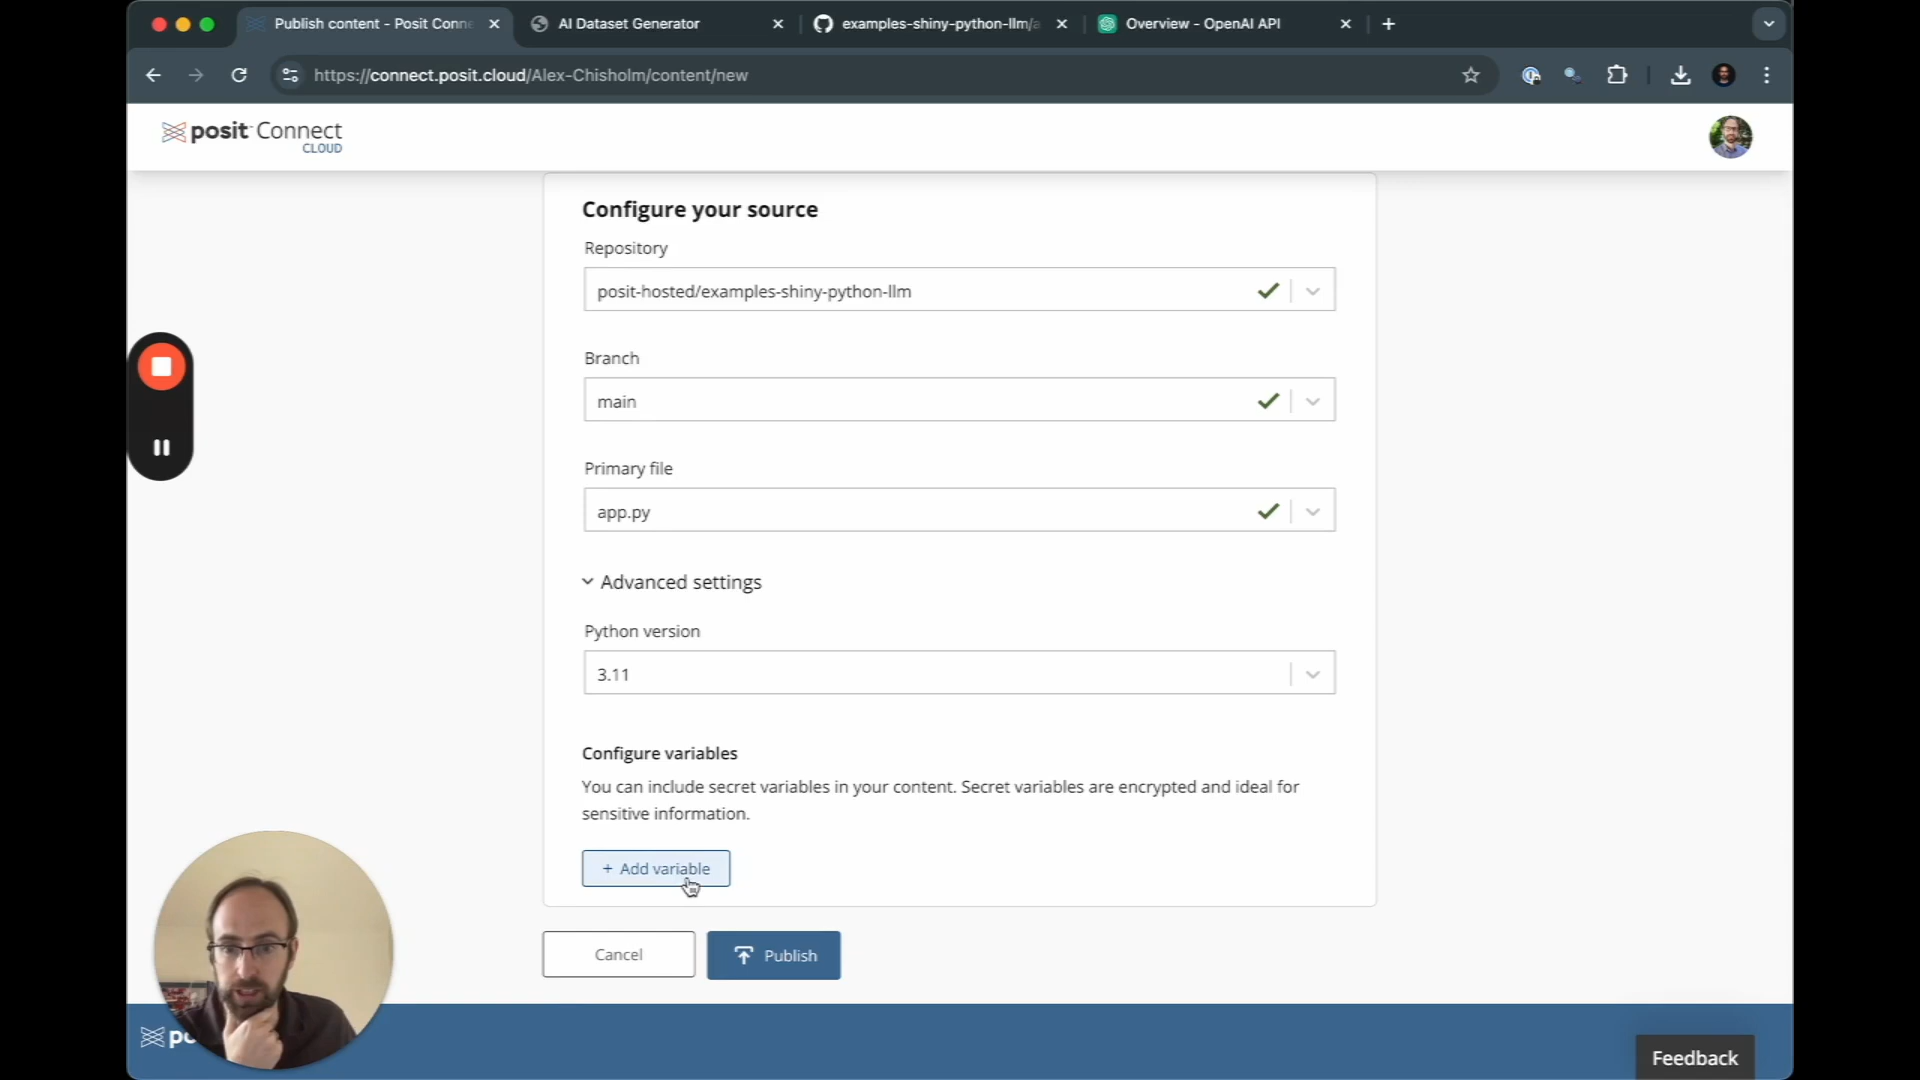 Publish content - Posit Conne
AI Dataset Generator
examples-shiny-python-llm/a
Overview - OpenAI API
https://connect.posit.cloud/Alex-Chisholm/content/new
posit Connect
CLOUD
Configure your source
Repository
posit-hosted/examples-shiny-python-llm
Branch
main
Primary file
app.py
Advanced settings
Python version
3.11
Configure variables
You can include secret variables in your content. Secret variables are encrypted and ideal for
sensitive information.
+ Add variable
Cancel
Publish
po
Feedback